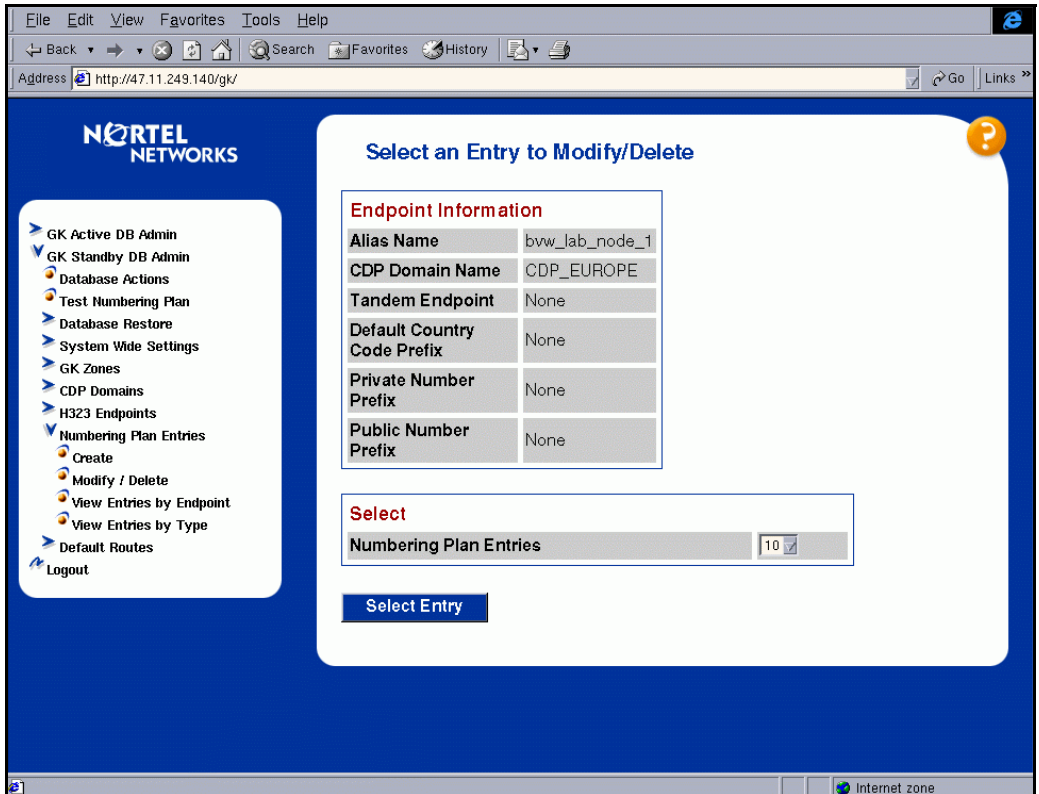 File Edit View Favorites Tools Help
Back Search Favorites History
Address http://47.11.249.140/gk/ Go Links »
NORTEL
NETWORKS
GK Active DB Admin
GK Standby DB Admin
Database Actions
Test Numbering Plan
Database Restore
System Wide Settings
GK Zones
CDP Domains
H323 Endpoints
Numbering Plan Entries
Create
Modify / Delete
View Entries by Endpoint
View Entries by Type
Default Routes
Logout
Select an Entry to Modify/Delete
?
Endpoint Information
Alias Name bvw_lab_node_1
CDP Domain Name CDP_EUROPE
Tandem Endpoint None
Default Country
Code Prefix None
Private Number
Prefix None
Public Number
Prefix None
Select
Numbering Plan Entries 10
Select Entry
Internet zone